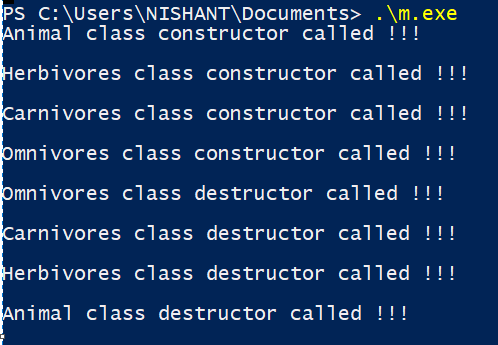 PS C:\Users\NISHANT\Documents> .\m.exe
Animal class constructor called !!!
Herbivores class constructor called !!!
Carnivores class constructor called !!!
Omnivores class constructor called !!!
Omnivores class destructor called !!!
Carnivores class destructor called !!!
Herbivores class destructor called !!!
Animal class destructor called !!!